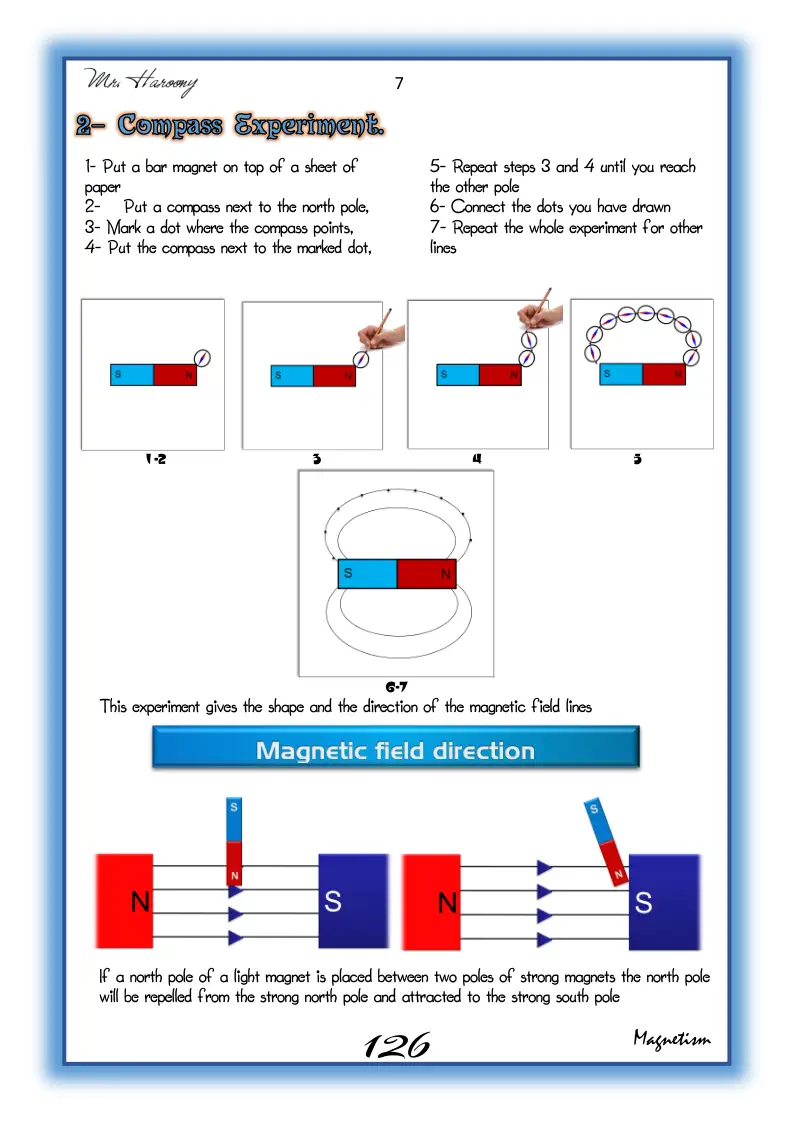 Mr. Haroony
7
2- Compass Experiment.
1- Put a bar magnet on top of a sheet of
paper
2- Put a compass next to the north pole,
3- Mark a dot where the compass points,
4- Put the compass next to the marked dot,
5- Repeat steps 3 and 4 until you reach
the other pole
6- Connect the dots you have drawn
7- Repeat the whole experiment for other
lines
S N
S N
S N
S N
1-2
3
4
5
S N
6-7
This experiment gives the shape and the direction of the magnetic field lines
Magnetic field direction
S
N
N S
S
N
N S
If a north pole of a light magnet is placed between two poles of strong magnets the north pole
will be repelled from the strong north pole and attracted to the strong south pole
126
Magnetism